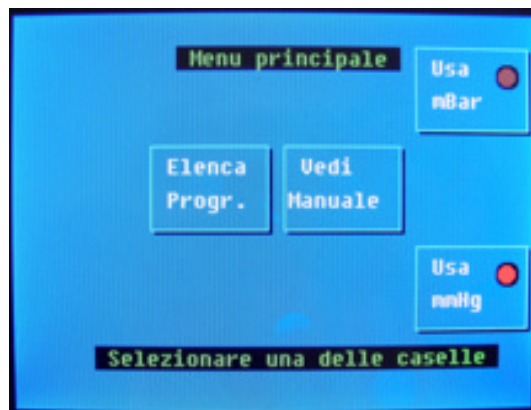 Menu principale
Usa
mBar
Elenca
Progr.
Vedi
Manuale
Usa
mmHg
Selezionare una delle caselle